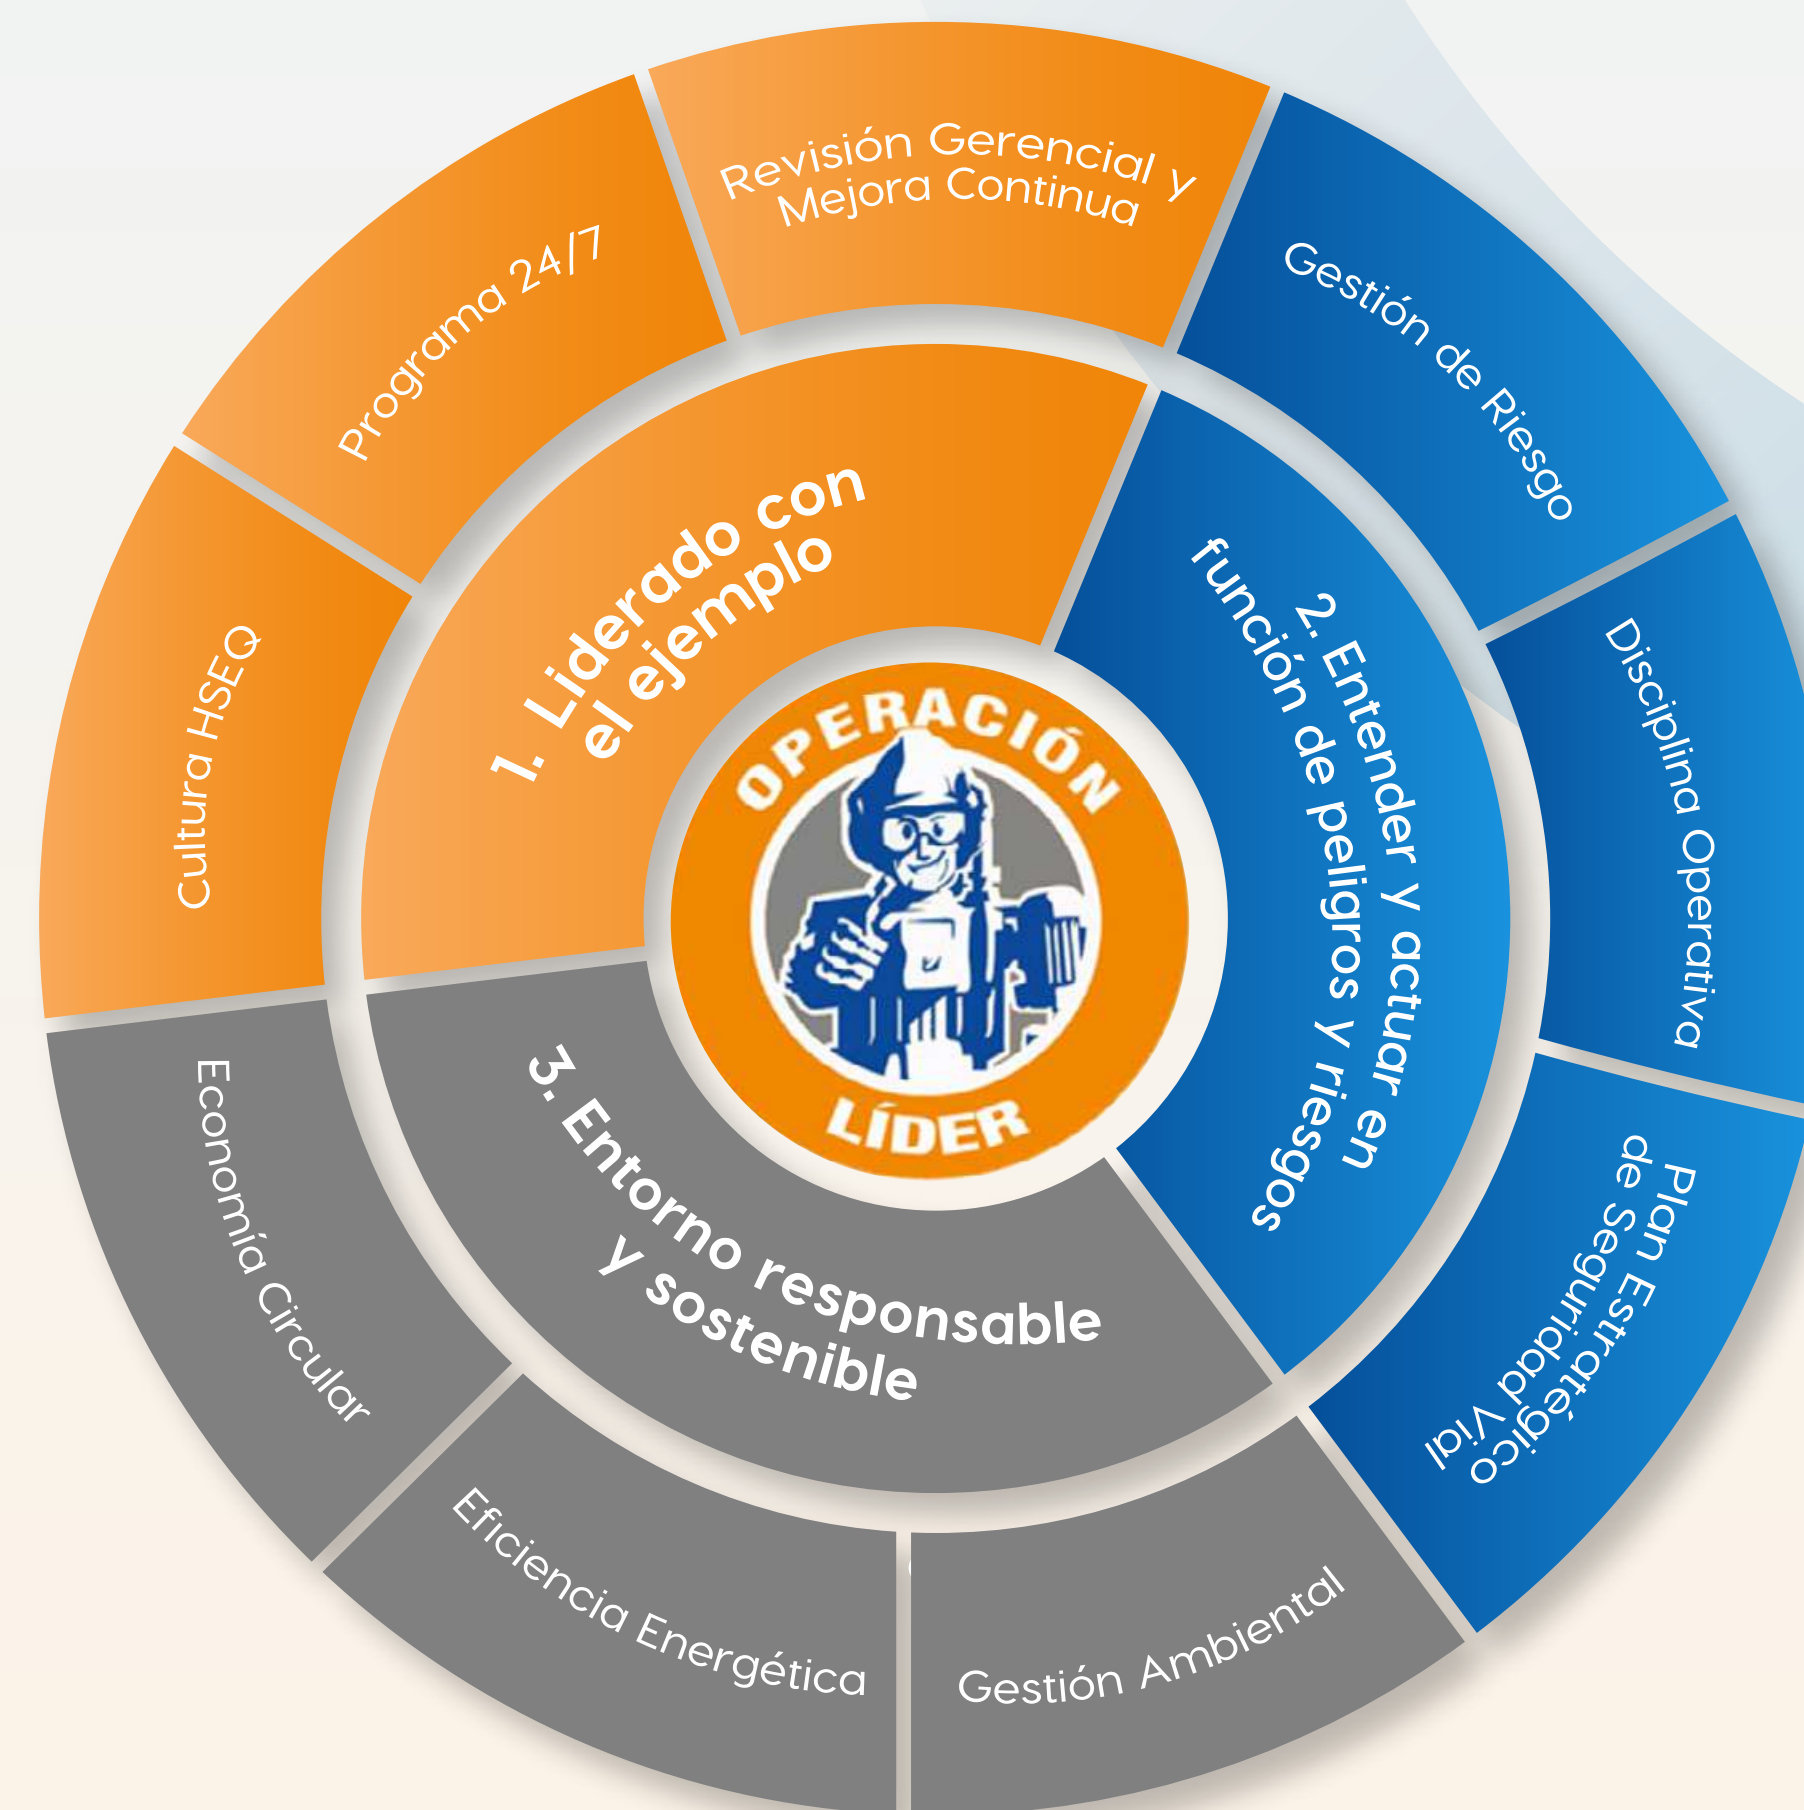 Revisión Gerencial y
Mejora Continua
Programa 24/7
Cultura HSEQ
1. Liderado con
el ejemplo
Gestión de Riesgo
Disciplina Operativa
Plan Estratégico
de Seguridad Vial
2. Entender y actuar en
función de peligros y riesgos
OPERACIÓN
LÍDER
3. Entorno responsable
y sostenible
Economía Circular
Eficiencia Energética
Gestión Ambiental